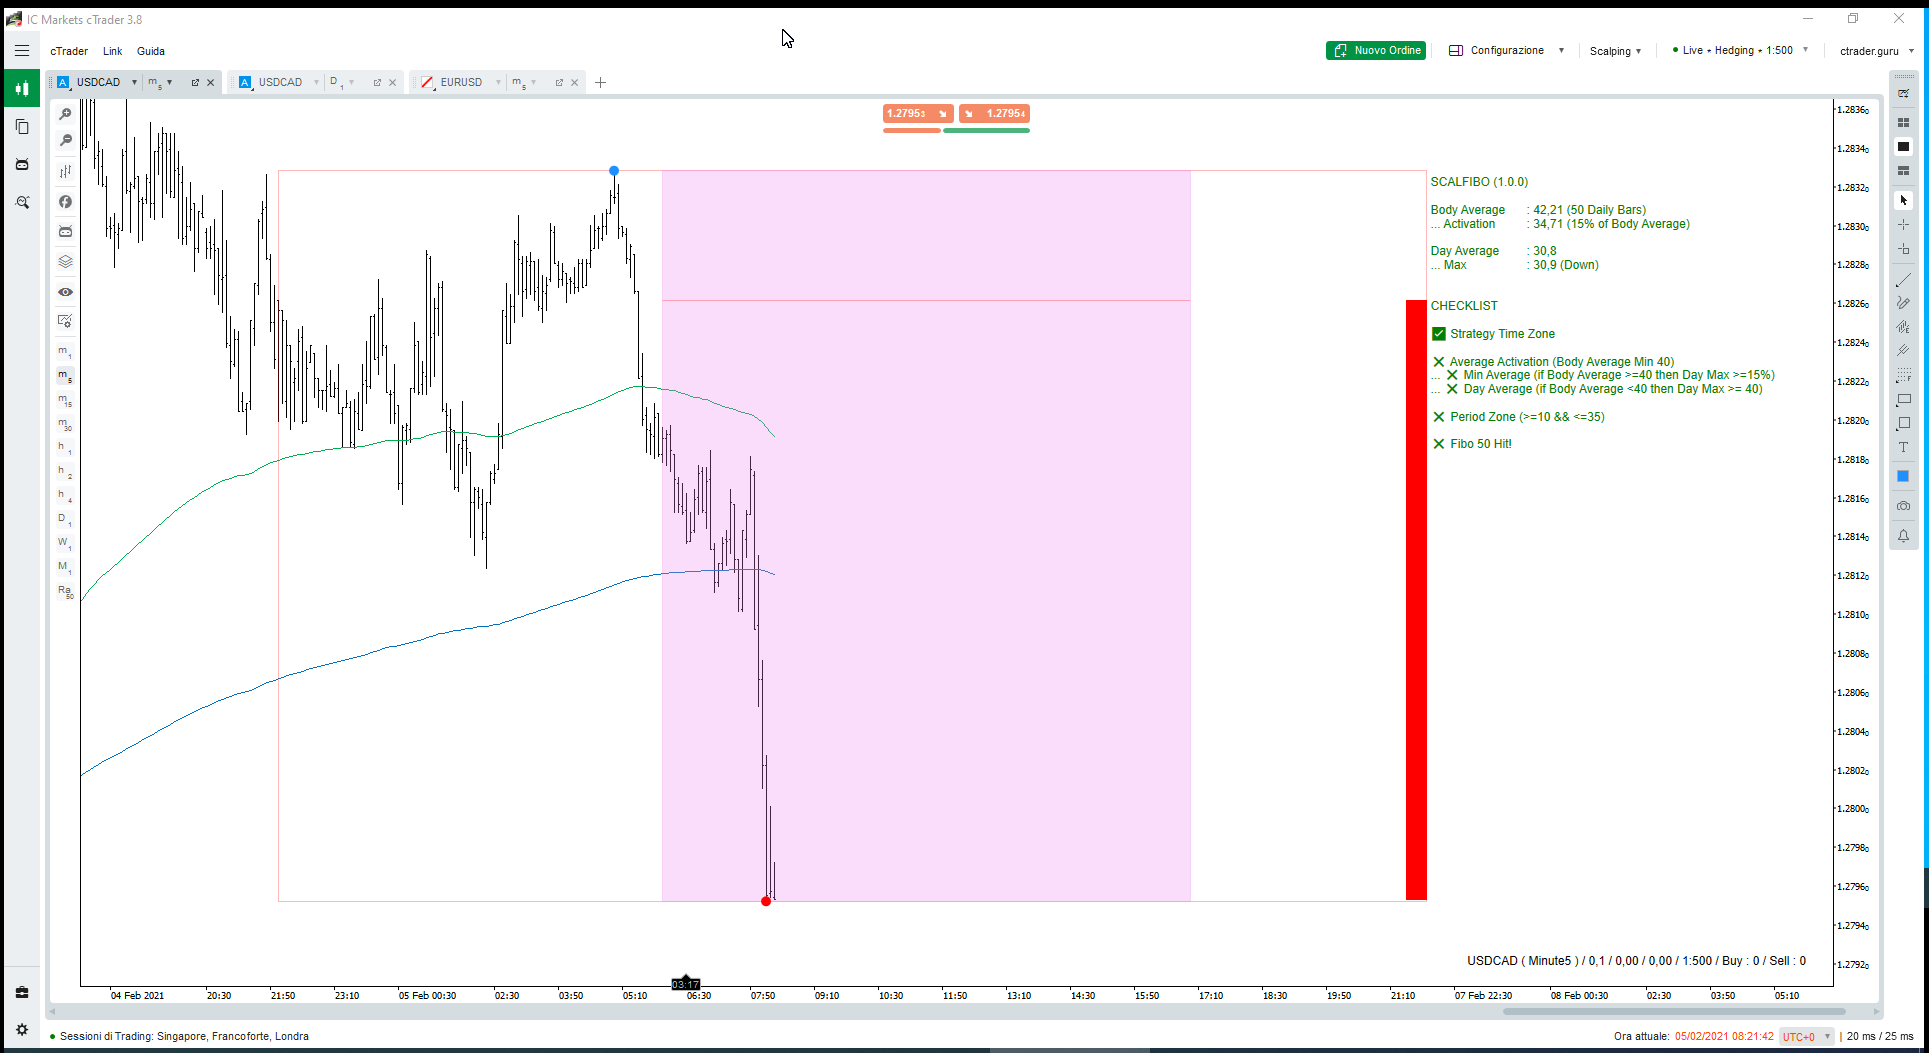 IC Markets cTrader 3.8
cTrader Link Guida
Nuovo Ordine Configurazione Scalping Live • Hedging • 1:500 ctrader.guru
USDCAD m5 USDCAD D1 EURUSD m5
1.27953 1.27954
SCALFIBO (1.0.0)
Body Average : 42,21 (50 Daily Bars)
... Activation : 34,71 (15% of Body Average)
Day Average : 30,8
... Max : 30,9 (Down)
CHECKLIST
Strategy Time Zone
Average Activation (Body Average Min 40)
... Min Average (if Body Average >=40 then Day Max >=15%)
... Day Average (if Body Average <40 then Day Max >= 40)
Period Zone (>=10 && <=35)
Fibo 50 Hit!
m1
m5
m15
m30
h1
h2
h4
D1
W1
M1
Ra50
1.28360
1.28340
1.28320
1.28300
1.28280
1.28260
1.28240
1.28220
1.28200
1.28180
1.28160
1.28140
1.28120
1.28100
1.28080
1.28060
1.28040
1.28020
1.28000
1.27980
1.27960
1.27940
1.27920
T
USDCAD ( Minute5 ) / 0,1 / 0,00 / 0,00 / 1:500 / Buy : 0 / Sell : 0
03:17
04 Feb 2021 20:30 21:50 23:10 05 Feb 00:30 02:30 03:50 05:10 06:30 07:50 09:10 10:30 11:50 13:10 14:30 15:50 17:10 18:30 19:50 21:10 07 Feb 22:30 08 Feb 00:30 02:30 03:50 05:10
Sessioni di Trading: Singapore, Francoforte, Londra
Ora attuale: 05/02/2021 08:21:42 UTC+0 | 20 ms / 25 ms